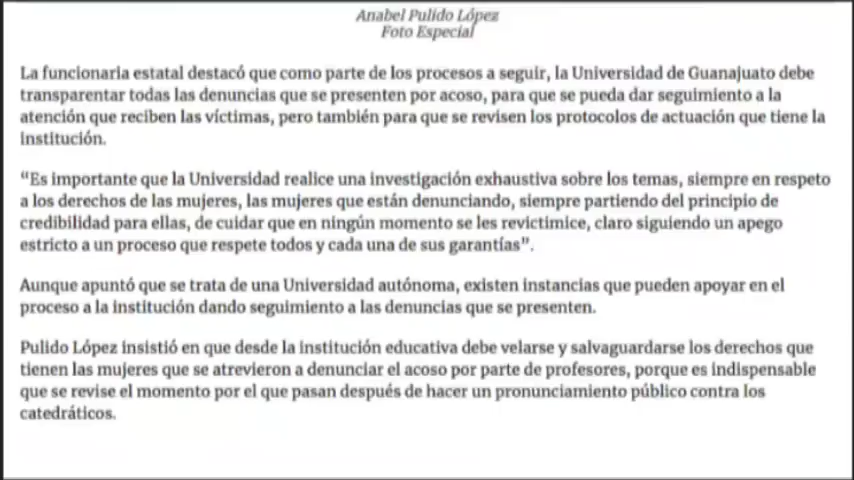 Anabel Pulido López
Foto Especial
La funcionaria estatal destacó que como parte de los procesos a seguir, la Universidad de Guanajuato debe
transparentar todas las denuncias que se presenten por acoso, para que se pueda dar seguimiento a la
atención que reciben las víctimas, pero también para que se revisen los protocolos de actuación que tiene la
institución.
“Es importante que la Universidad realice una investigación exhaustiva sobre los temas, siempre en respeto
a los derechos de las mujeres, las mujeres que están denunciando, siempre partiendo del principio de
credibilidad para ellas, de cuidar que en ningún momento se les revictimice, claro siguiendo un apego
estricto a un proceso que respete todos y cada una de sus garantías”.
Aunque apuntó que se trata de una Universidad autónoma, existen instancias que pueden apoyar en el
proceso a la institución dando seguimiento a las denuncias que se presenten.
Pulido López insistió en que desde la institución educativa debe velarse y salvaguardarse los derechos que
tienen las mujeres que se atrevieron a denunciar el acoso por parte de profesores, porque es indispensable
que se revise el momento por el que pasan después de hacer un pronunciamiento público contra los
catedráticos.